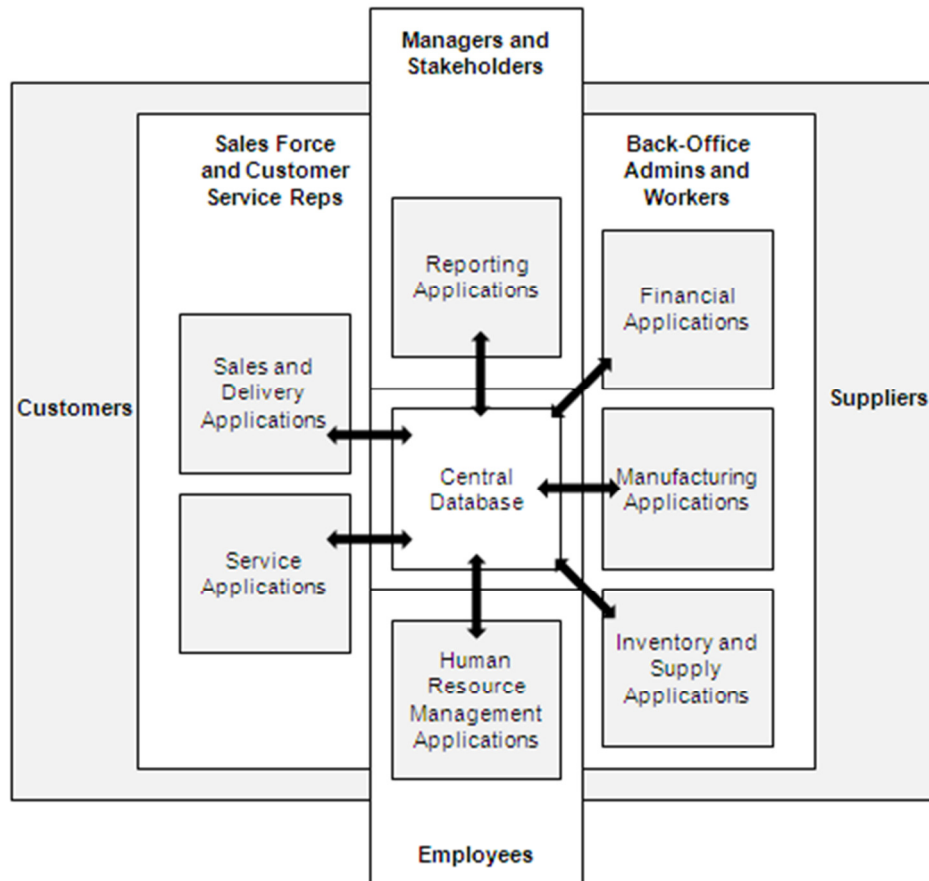 Managers and
Stakeholders
Sales Force
and Customer
Service Reps
Back-Office
Admins and
Workers
Reporting
Applications
Financial
Applications
Sales and
Delivery
Applications
Customers
Suppliers
Central
Database
Manufacturing
Applications
Service
Applications
Human
Resource
Management
Applications
Inventory and
Supply
Applications
Employees